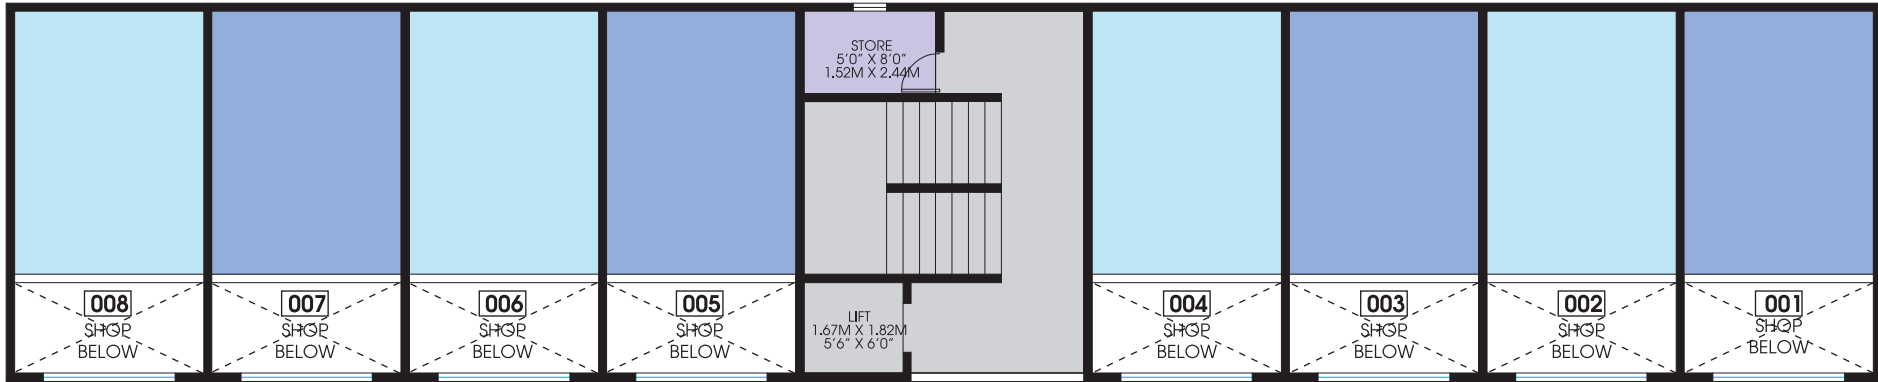 STORE
5'0" X 8'0"
1.52M X 2.44M
008
SHOP
BELOW
007
SHOP
BELOW
006
SHOP
BELOW
005
SHOP
BELOW
LIFT
1.67M X 1.82M
5'6" X 6'0"
004
SHOP
BELOW
003
SHOP
BELOW
002
SHOP
BELOW
001
SHOP
BELOW